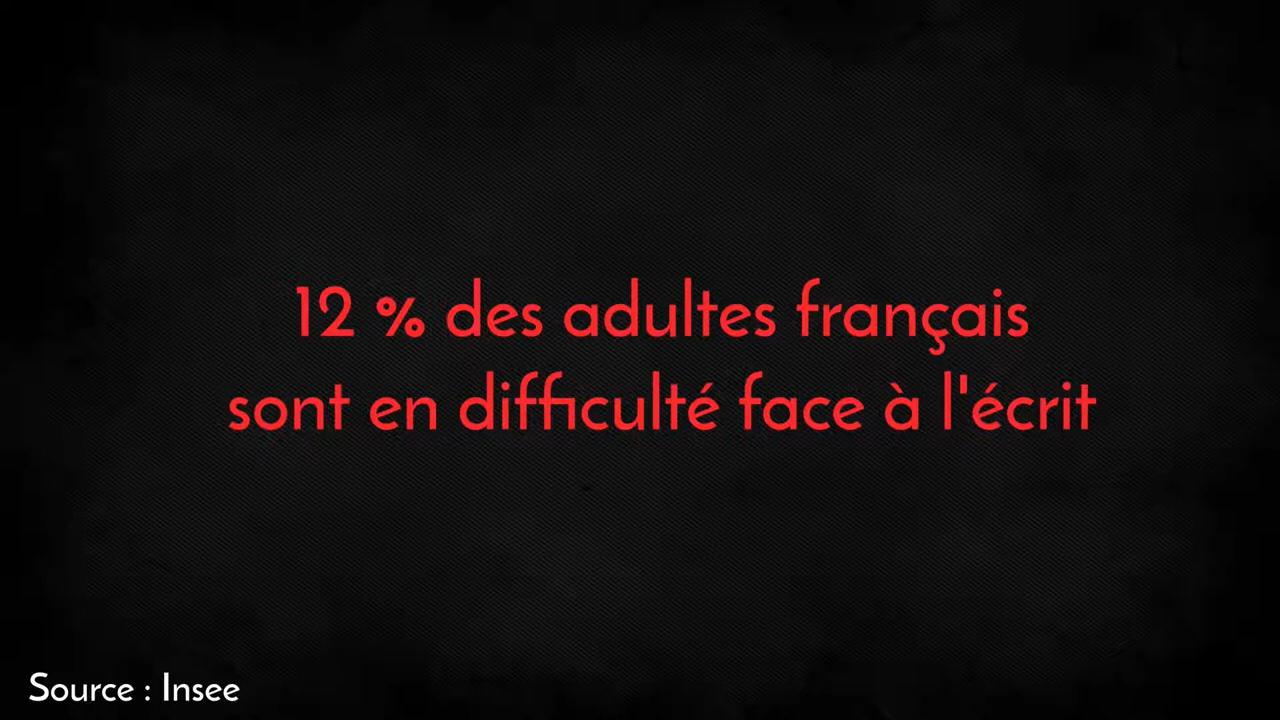 12 % des adultes français
sont en difficulté face à l'écrit
Source : Insee